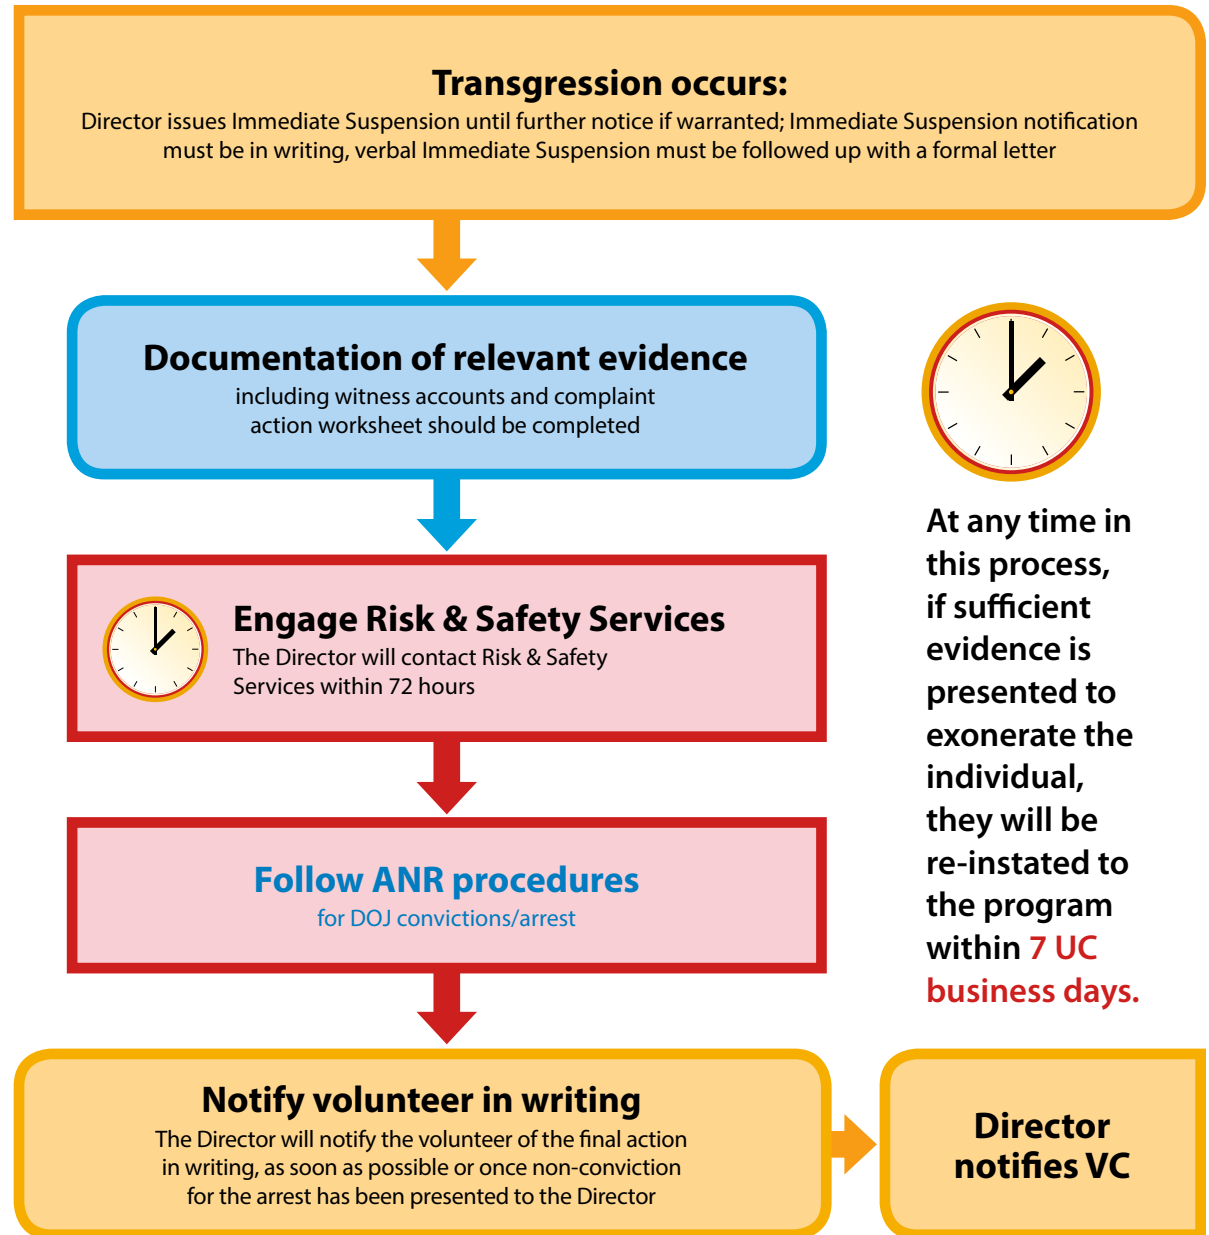 Transgression occurs:
Director issues Immediate Suspension until further notice if warranted; Immediate Suspension notification
must be in writing, verbal Immediate Suspension must be followed up with a formal letter
Documentation of relevant evidence
including witness accounts and complaint
action worksheet should be completed
Engage Risk & Safety Services
The Director will contact Risk & Safety
Services within 72 hours
Follow ANR procedures
for DOJ convictions/arrest
At any time in
this process,
if sufficient
evidence is
presented to
exonerate the
individual,
they will be
re-instated to
the program
within 7 UC
business days.
Notify volunteer in writing
The Director will notify the volunteer of the final action
in writing, as soon as possible or once non-conviction
for the arrest has been presented to the Director
Director
notifies VC